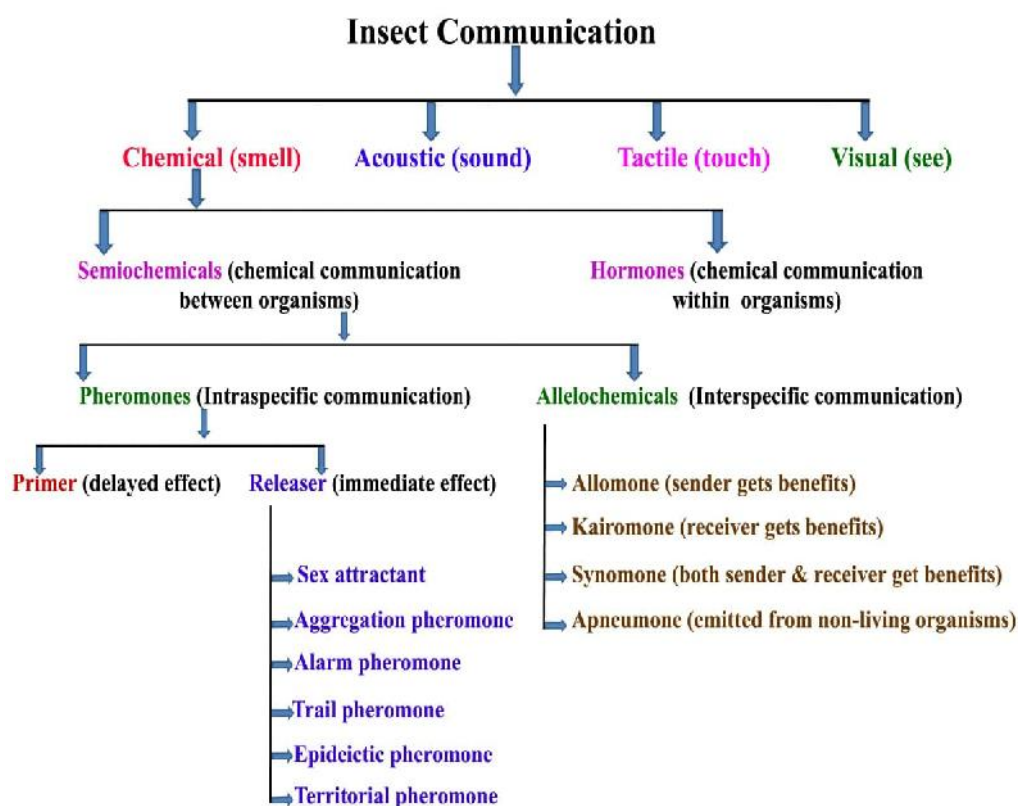 Insect Communication
Chemical (smell) Acoustic (sound) Tactile (touch) Visual (see)
Semiochemicals (chemical communication
between organisms)
Hormones (chemical communication
within organisms)
Pheromones (Intraspecific communication)
Allelochemicals (Interspecific communication)
Primer (delayed effect)
Releaser (immediate effect)
Sex attractant
Aggregation pheromone
Alarm pheromone
Trail pheromone
Epideictic pheromone
Territorial pheromone
Allomone (sender gets benefits)
Kairomone (receiver gets benefits)
Synomone (both sender & receiver get benefits)
Apneumone (emitted from non-living organisms)